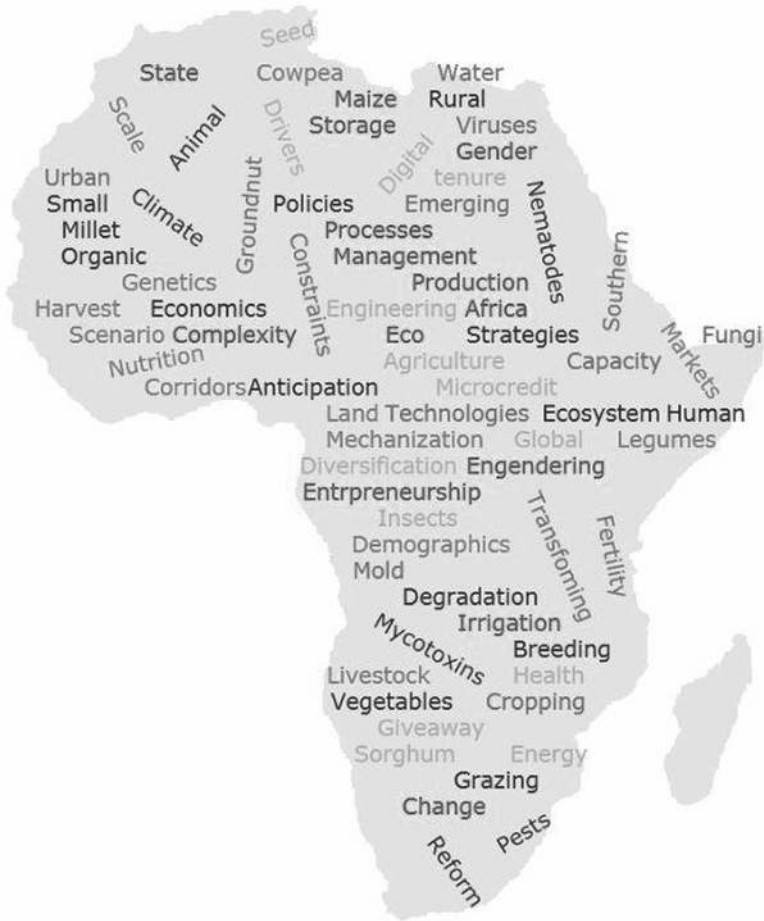 Seed
State Cowpea Water
Maize Rural
Scale Animal Drivers Storage Viruses
Digital Gender
Urban tenure
Small Climate Groundnut Policies Emerging Nematodes
Millet Processes
Organic Constraints Management Southern
Genetics Production
Harvest Economics Engineering Africa
Scenario Complexity Eco Strategies Markets Fungi
Nutrition Agriculture Capacity
Corridors Anticipation Microcredit
Land Technologies Ecosystem Human
Mechanization Global Legumes
Diversification Engendering
Entrpreneurship
Insects Transfoming Fertility
Demographics
Mold
Degradation
Mycotoxins Irrigation
Breeding
Livestock Health
Vegetables Cropping
Giveaway
Sorghum Energy
Grazing
Change
Pests
Reform